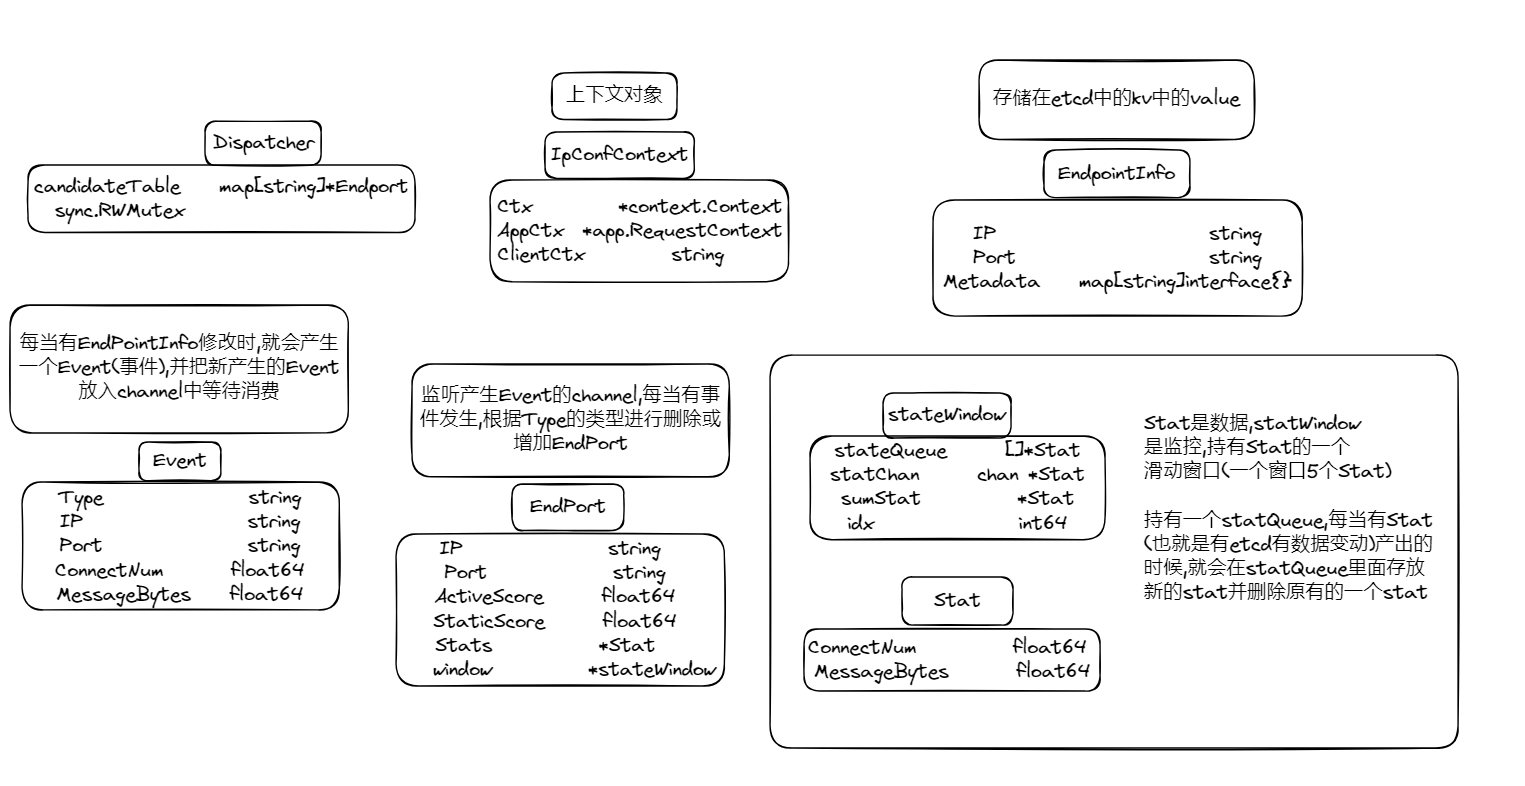 Dispatcher
candidateTable map[string]*Endport
sync.RWMutex
上下文对象
IpConfContext
Ctx *context.Context
AppCtx *app.RequestContext
ClientCtx string
存储在etcd中的kv中的value
EndpointInfo
IP string
Port string
Metadata map[string]interface{}
每当有EndPointInfo修改时,就会产生
一个Event(事件),并把新产生的Event
放入channel中等待消费
Event
Type string
IP string
Port string
ConnectNum float64
MessageBytes float64
监听产生Event的channel,每当有事
件发生,根据Type的类型进行删除或
增加EndPort
EndPort
IP string
Port string
ActiveScore float64
StaticScore float64
Stats *Stat
window *stateWindow
stateWindow
stateQueue []*Stat
statChan chan *Stat
sumStat *Stat
idx int64
Stat
ConnectNum float64
MessageBytes float64
Stat是数据,statWindow
是监控,持有Stat的一个
滑动窗口(一个窗口5个Stat)
持有一个statQueue,每当有Stat
(也就是有etcd有数据变动)产出的
时候,就会在statQueue里面存放
新的stat并删除原有的一个stat